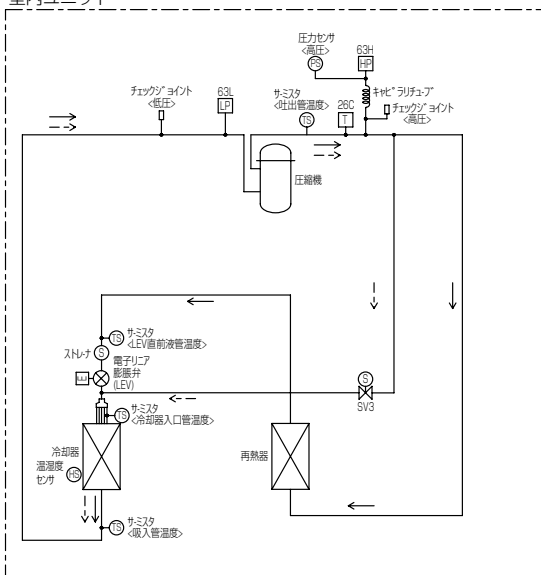 室内ユニット
圧力センサ
<高圧>
PS
63H
HP
チェックジョイント
<低圧>
63L
LP
サーミスタ
<吐出管温度>
TS
26C
T
キャピラリチューブ
チェックジョイント
<高圧>
圧縮機
TS
サーミスタ
<LEV直前液管温度>
ストレーナ
S
電子リニア
膨脹弁
(LEV)
E
TS
サーミスタ
<冷却器入口管温度>
S
SV3
冷却器
温湿度
センサ
HS
再熱器
TS
サーミスタ
<吸入管温度>